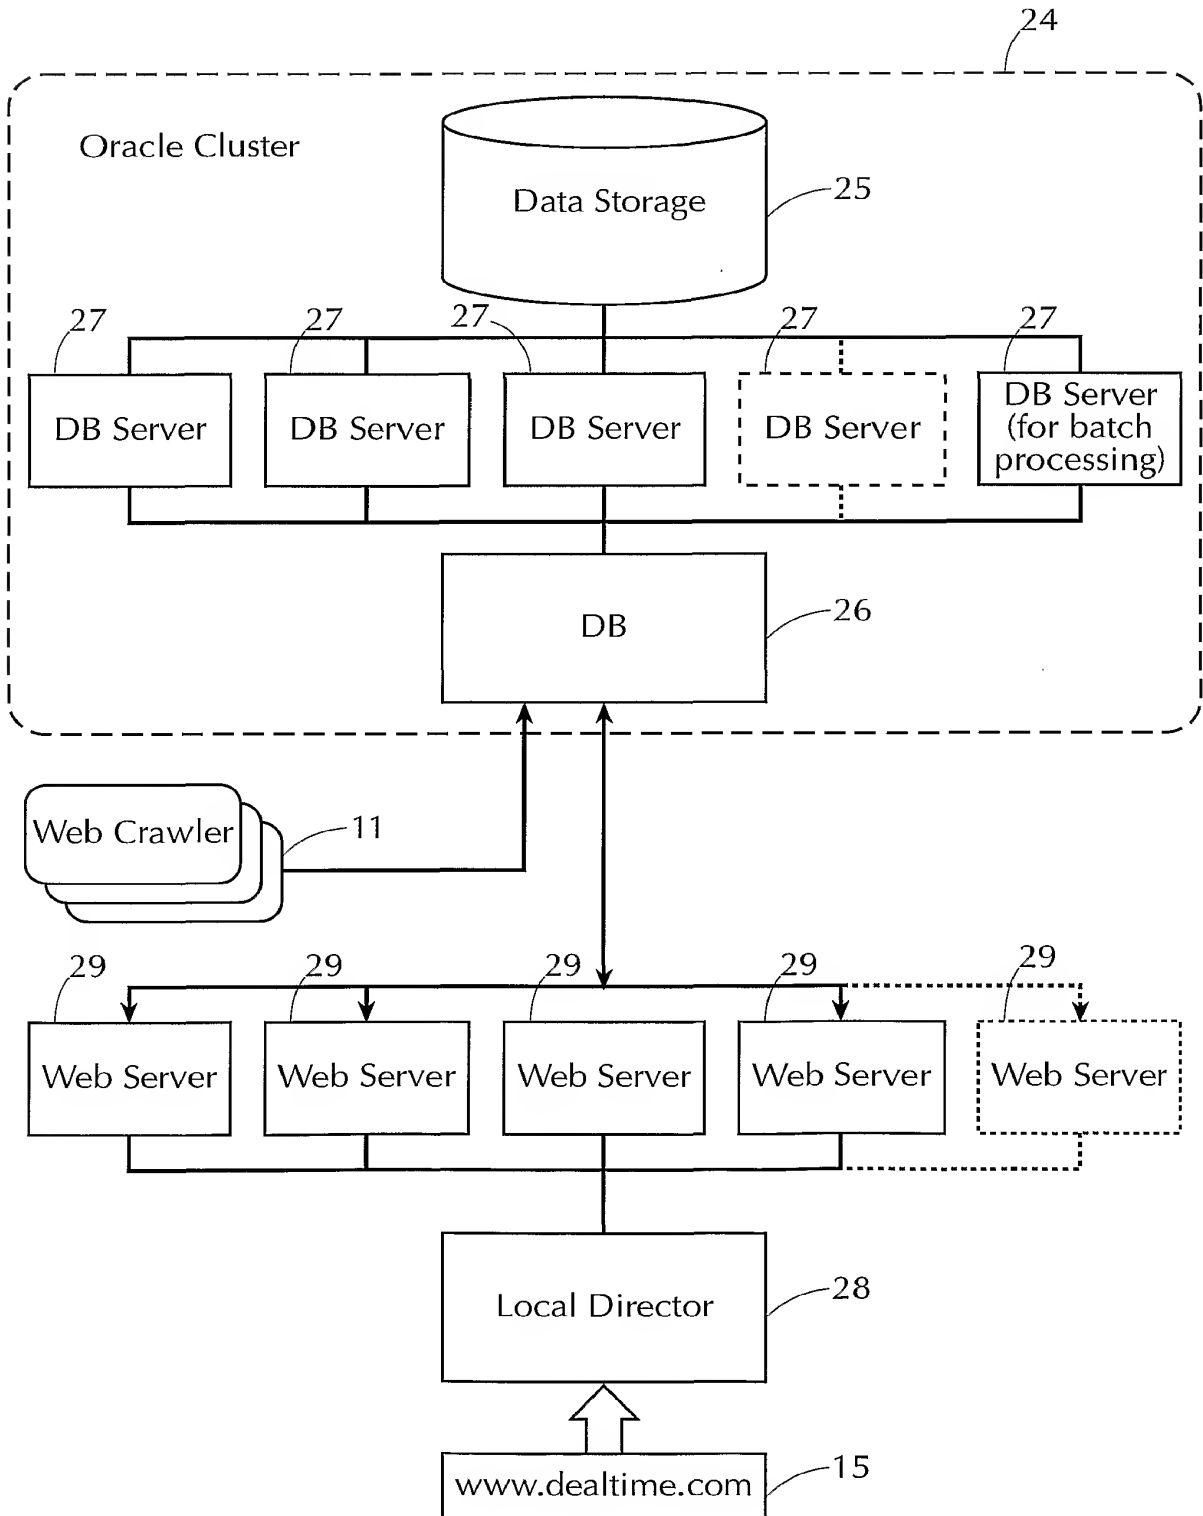 24
Oracle Cluster
Data Storage
25
27
27
27
27
27
DB Server
DB Server
DB Server
DB Server
DB Server
(for batch
processing)
DB
26
Web Crawler
11
29
29
29
29
29
Web Server
Web Server
Web Server
Web Server
Web Server
Local Director
28
www.dealtime.com
15